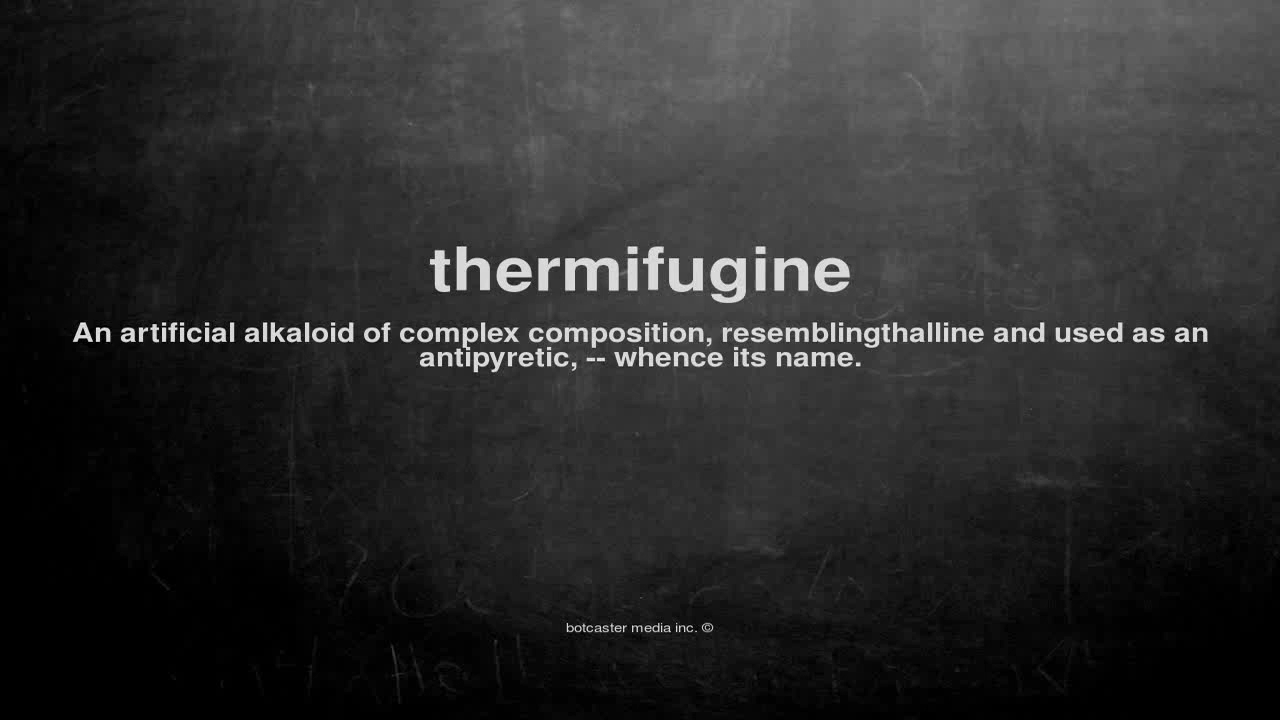 thermifugine
An artificial alkaloid of complex composition, resemblingthalline and used as an
antipyretic, -- whence its name.
botcaster media inc. ©